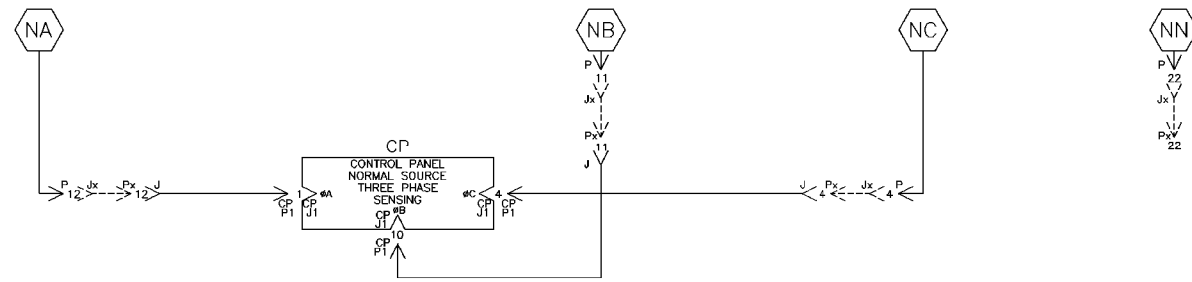 NA
NB
NC
NN
P
11
Jx
Px
11
J
P
22
Jx
Px
22
CP
CONTROL PANEL
NORMAL SOURCE
THREE PHASE
SENSING
P 12 Jx Px 12 J
1 øA
CP CP
P1 J1
øB
CP
J1
10
CP
P1
øC 4
CP CP
J1 P1
J 4 Px Jx 4 P